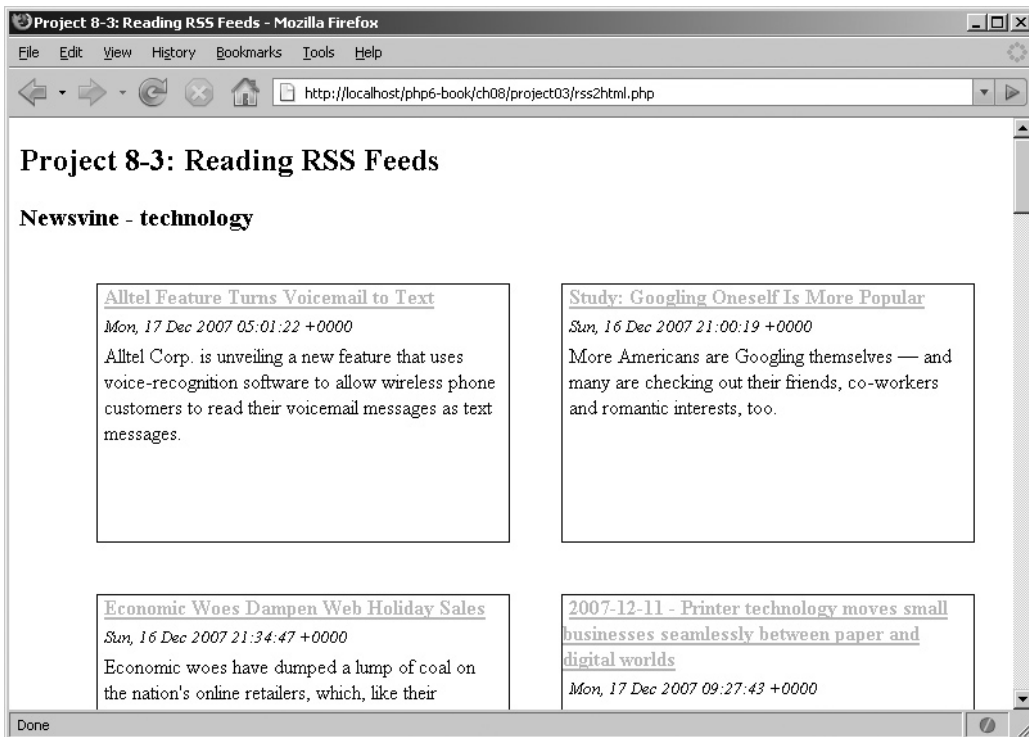 Project 8-3: Reading RSS Feeds - Mozilla Firefox
File Edit View History Bookmarks Tools Help
http://localhost/php6-book/ch08/project03/rss2html.php
Project 8-3: Reading RSS Feeds
Newsvine - technology
Alltel Feature Turns Voicemail to Text
Mon, 17 Dec 2007 05:01:22 +0000
Alltel Corp. is unveiling a new feature that uses
voice-recognition software to allow wireless phone
customers to read their voicemail messages as text
messages.
Study: Googling Oneself Is More Popular
Sun, 16 Dec 2007 21:00:19 +0000
More Americans are Googling themselves — and
many are checking out their friends, co-workers
and romantic interests, too.
Economic Woes Dampen Web Holiday Sales
Sun, 16 Dec 2007 21:34:47 +0000
Economic woes have dumped a lump of coal on
the nation's online retailers, which, like their
2007-12-11 - Printer technology moves small
businesses seamlessly between paper and
digital worlds
Mon, 17 Dec 2007 09:27:43 +0000
Done